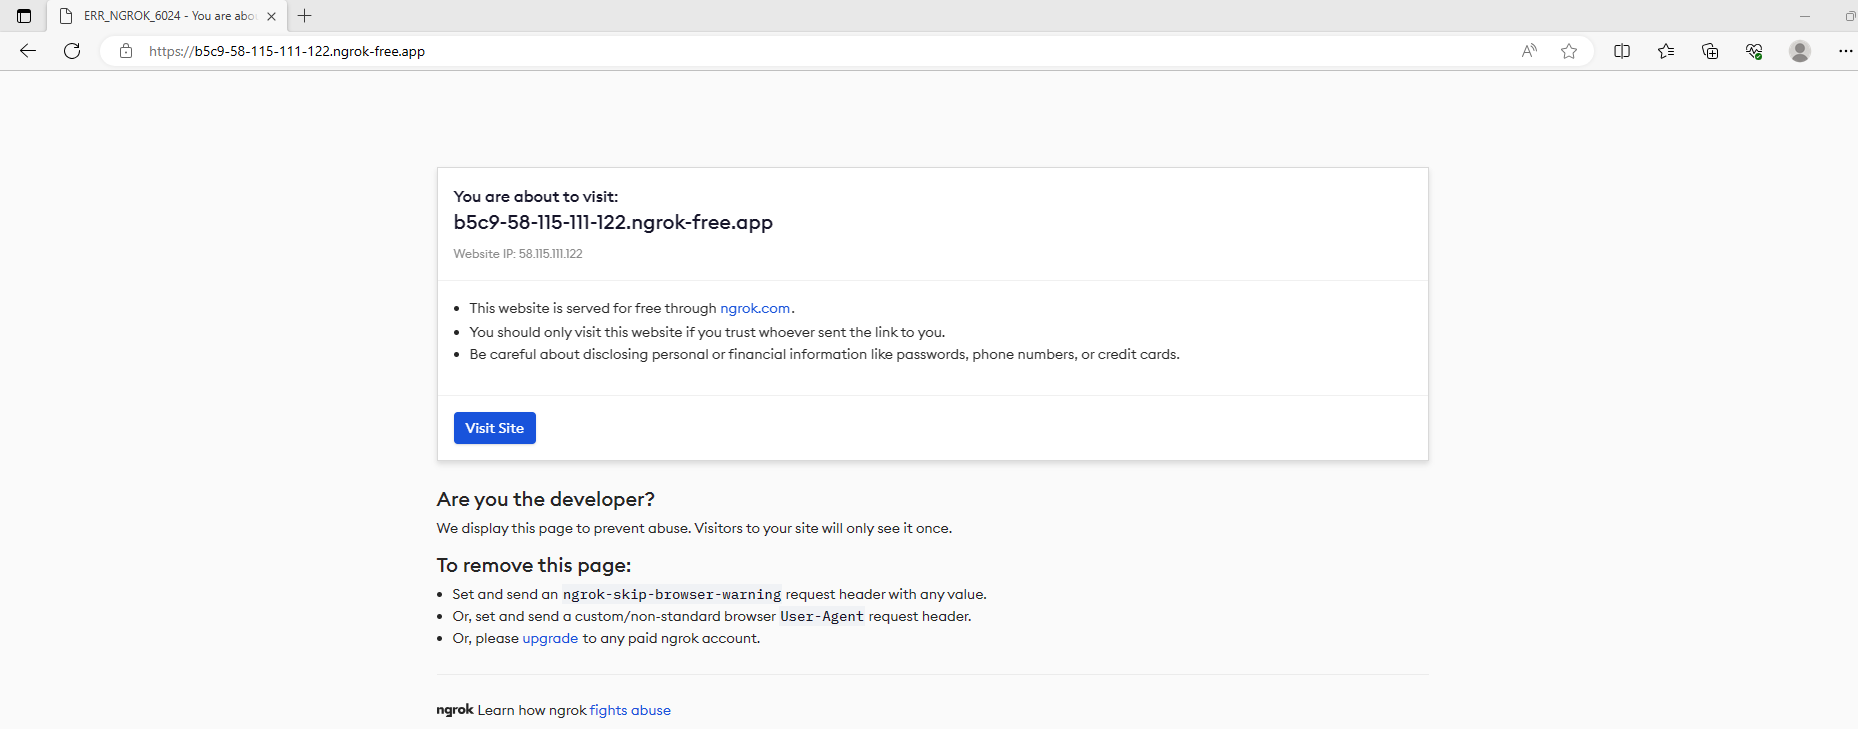 ERR_NGROK_6024 - You are abo
https://b5c9-58-115-111-122.ngrok-free.app
You are about to visit:
b5c9-58-115-111-122.ngrok-free.app
Website IP: 58.115.111.122
This website is served for free through ngrok.com.
You should only visit this website if you trust whoever sent the link to you.
Be careful about disclosing personal or financial information like passwords, phone numbers, or credit cards.
Visit Site
Are you the developer?
We display this page to prevent abuse. Visitors to your site will only see it once.
To remove this page:
Set and send an ngrok-skip-browser-warning request header with any value.
Or, set and send a custom/non-standard browser User-Agent request header.
Or, please upgrade to any paid ngrok account.
ngrok Learn how ngrok fights abuse